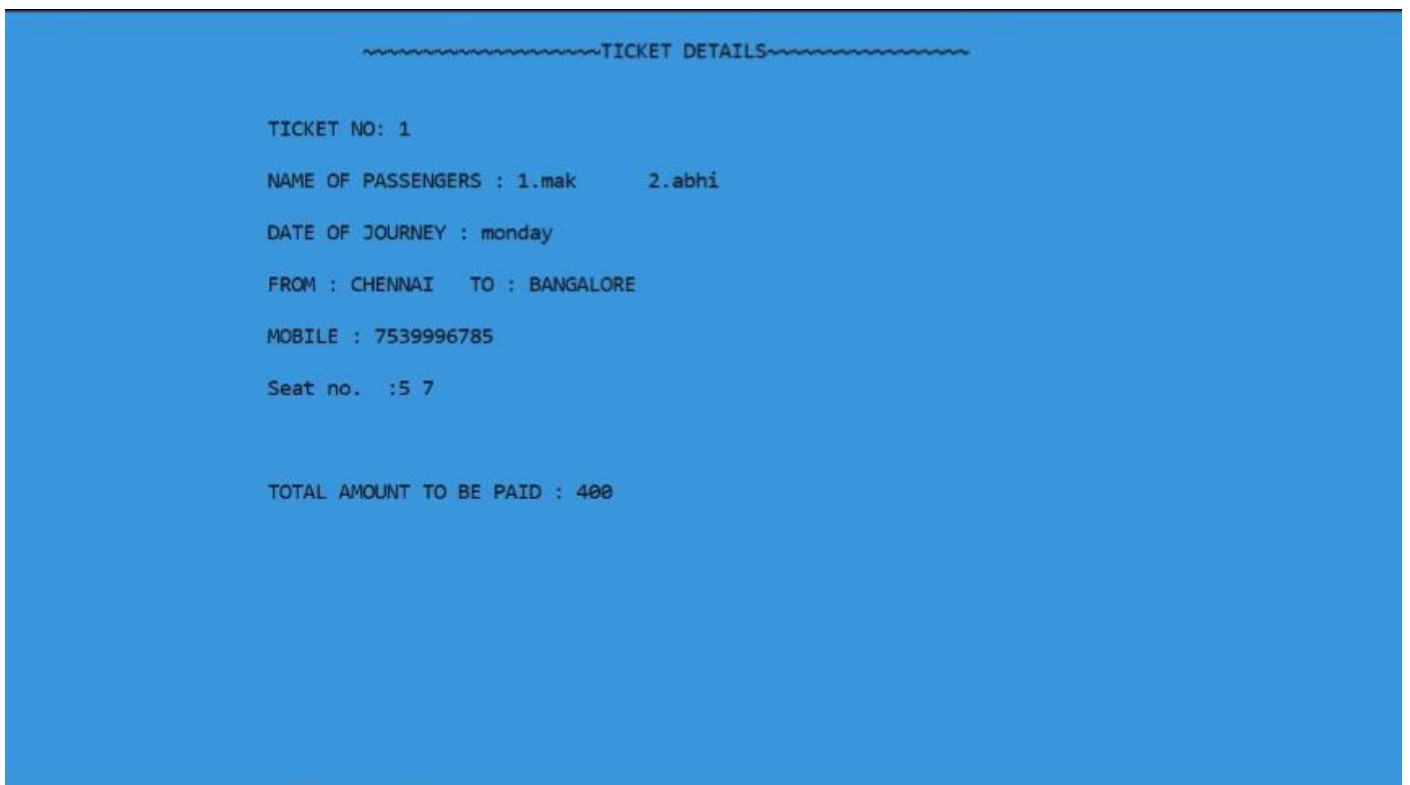 ~~~~~~~~~~~~~~~~~~~~TICKET DETAILS~~~~~~~~~~~~~~~~~
TICKET NO: 1
NAME OF PASSENGERS : 1.mak      2.abhi
DATE OF JOURNEY : monday
FROM : CHENNAI   TO : BANGALORE
MOBILE : 7539996785
Seat no.  :5 7
TOTAL AMOUNT TO BE PAID : 400